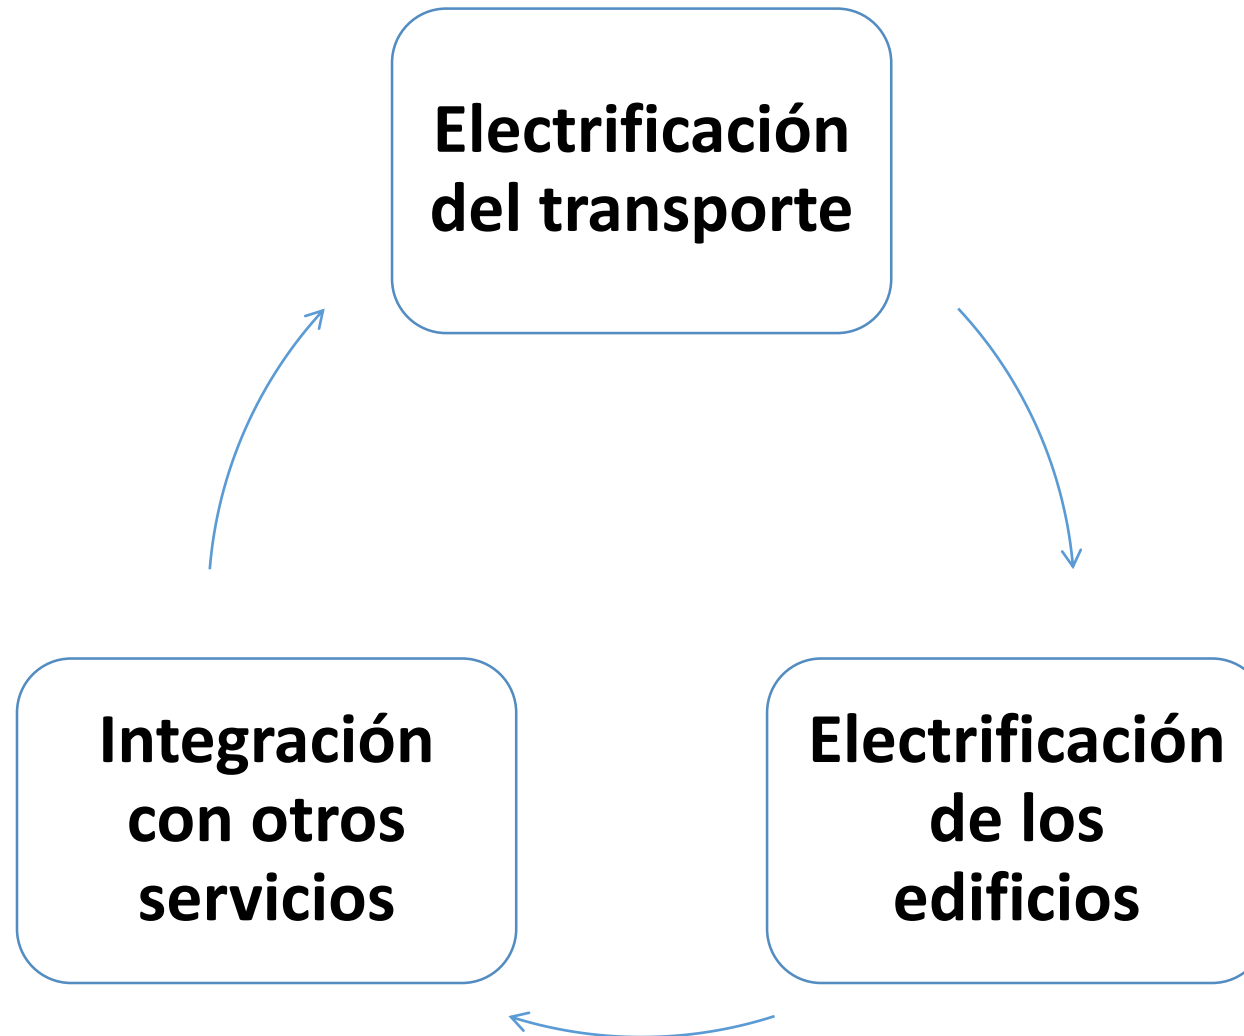 Electrificación
del transporte
Integración
con otros
servicios
Electrificación
de los
edificios